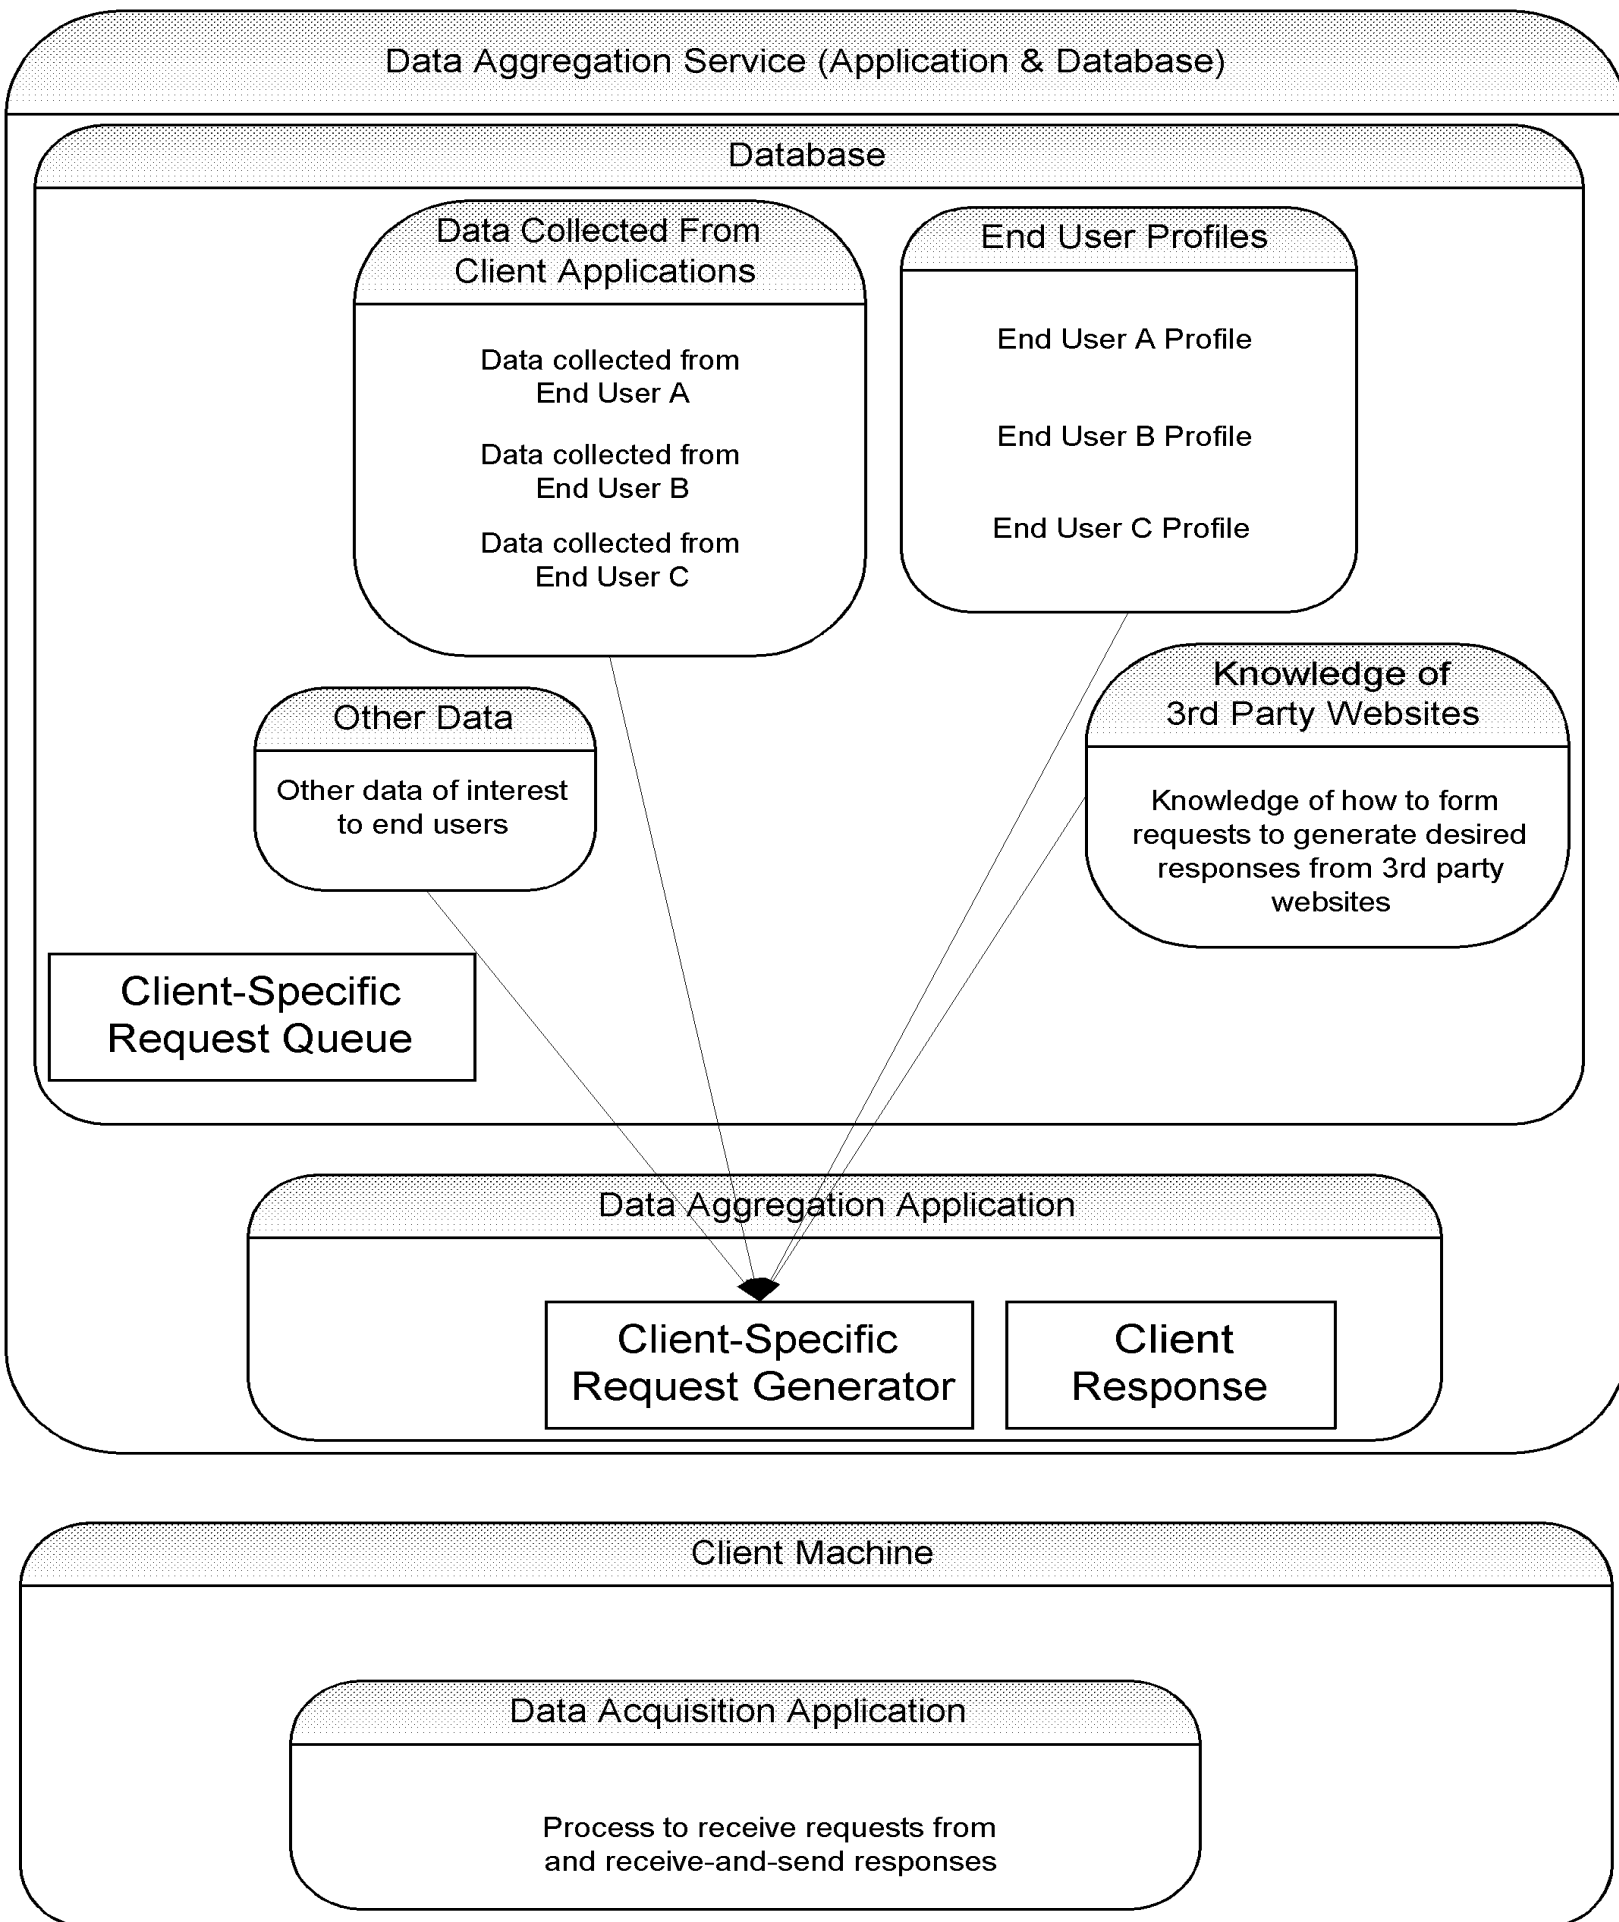 Data Aggregation Service (Application & Database)
Database
Data Collected From
Client Applications
Data collected from
End User A
Data collected from
End User B
Data collected from
End User C
End User Profiles
End User A Profile
End User B Profile
End User C Profile
Other Data
Other data of interest
to end users
Knowledge of
3rd Party Websites
Knowledge of how to form
requests to generate desired
responses from 3rd party
websites
Client-Specific
Request Queue
Data Aggregation Application
Client-Specific
Request Generator
Client
Response
Client Machine
Data Acquisition Application
Process to receive requests from
and receive-and-send responses